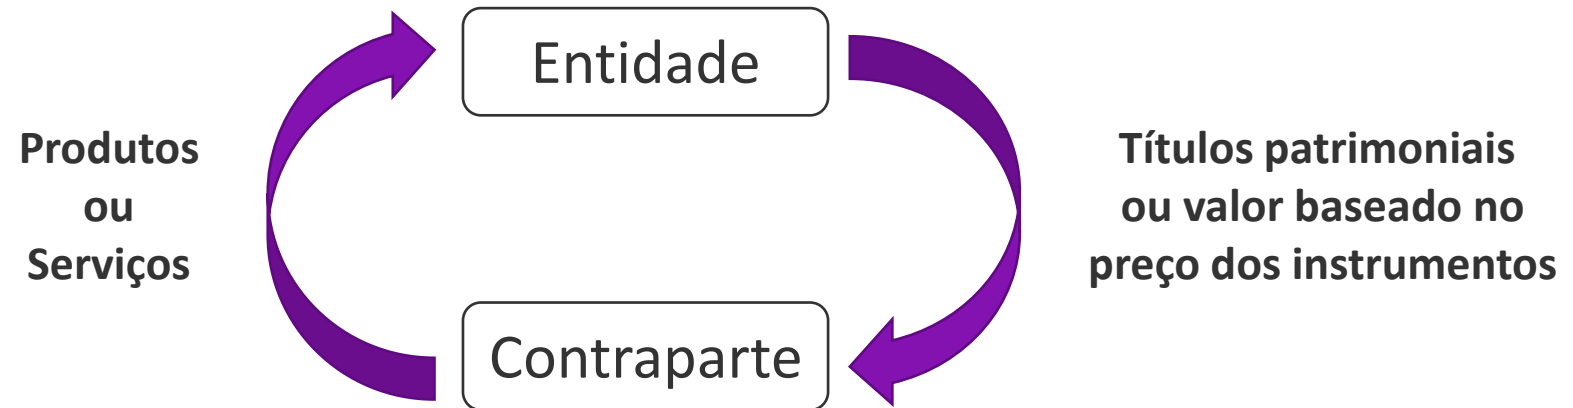 Entidade
Produtos
ou
Serviços
Títulos patrimoniais
ou valor baseado no
preço dos instrumentos
Contraparte